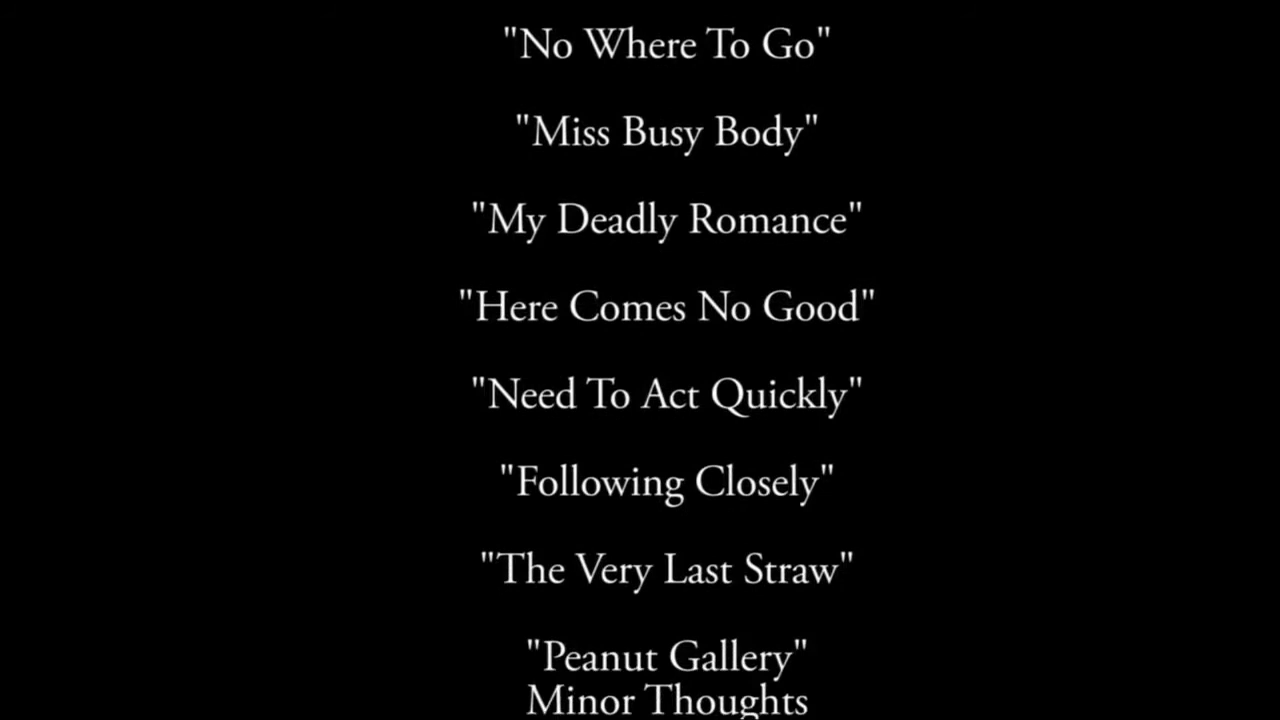 "No Where To Go"
"Miss Busy Body"
"My Deadly Romance"
"Here Comes No Good"
"Need To Act Quickly"
"Following Closely"
"The Very Last Straw"
"Peanut Gallery"
Minor Thoughts